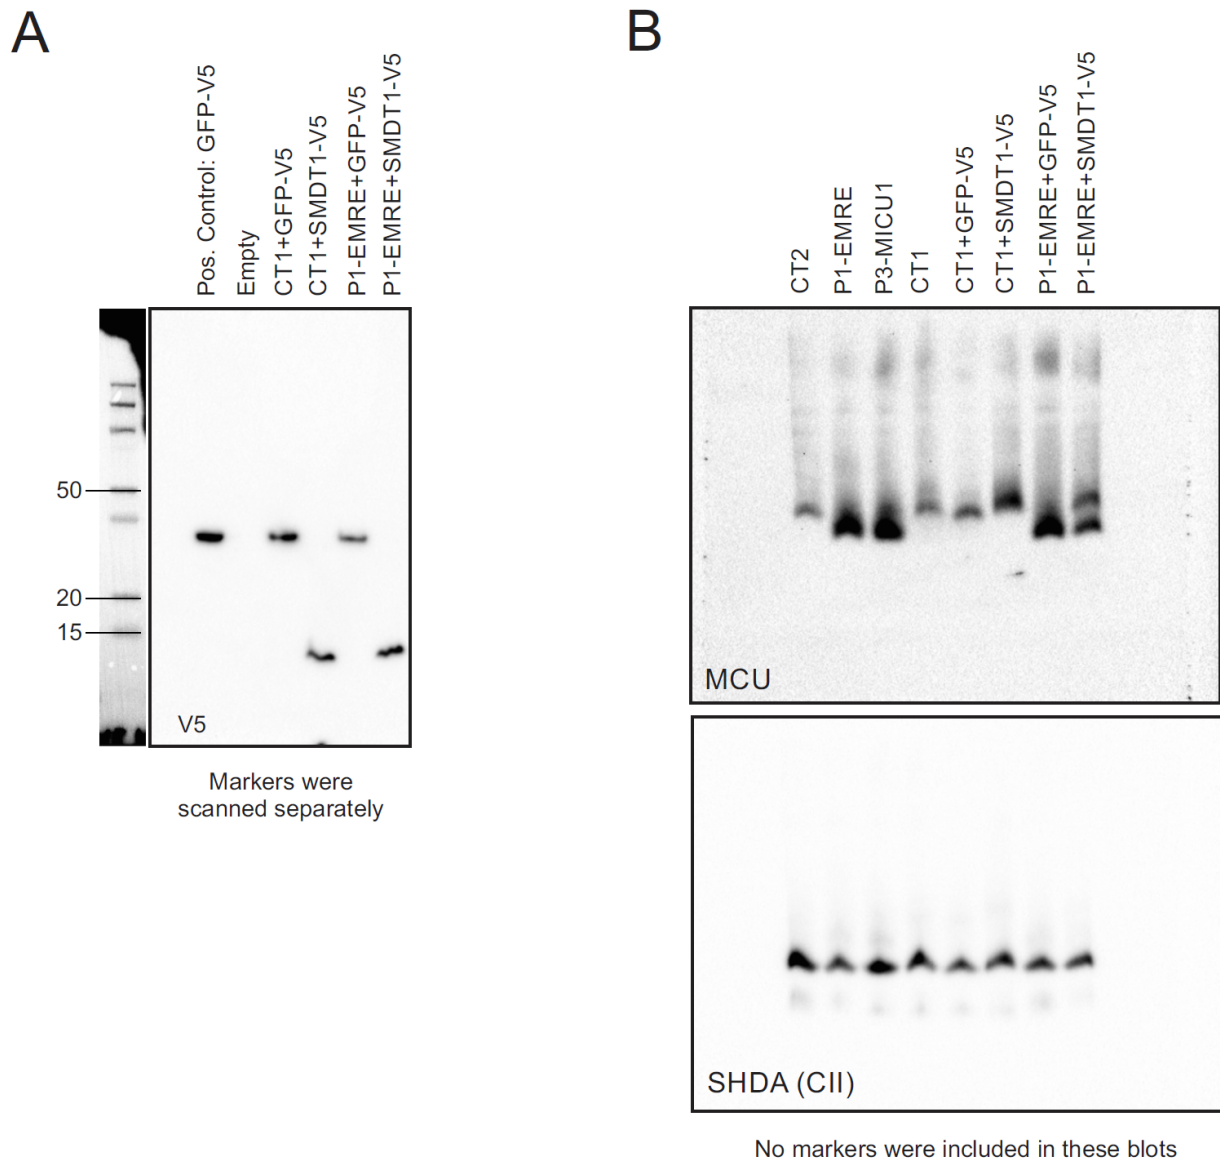 A
Pos. Control: GFP-V5
Empty
CT1+GFP-V5
CT1+SMDT1-V5
P1-EMRE+GFP-V5
P1-EMRE+SMDT1-V5
50
20
15
V5
Markers were
scanned separately
B
CT2
P1-EMRE
P3-MICU1
CT1
CT1+GFP-V5
CT1+SMDT1-V5
P1-EMRE+GFP-V5
P1-EMRE+SMDT1-V5
MCU
SHDA (CII)
No markers were included in these blots